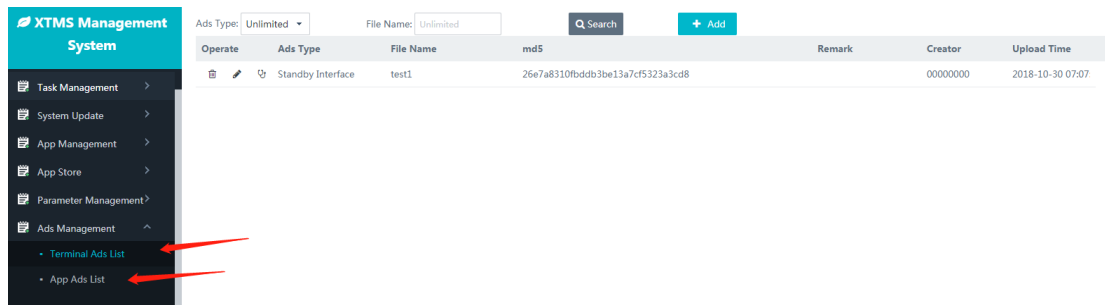 XTMS Management
System
Ads Type: Unlimited File Name: Unlimited Search + Add
Operate Ads Type File Name md5 Remark Creator Upload Time
Standby Interface test1 26e7a8310fbddb3be13a7cf5323a3cd8 00000000 2018-10-30 07:07
Task Management
System Update
App Management
App Store
Parameter Management
Ads Management
Terminal Ads List
App Ads List